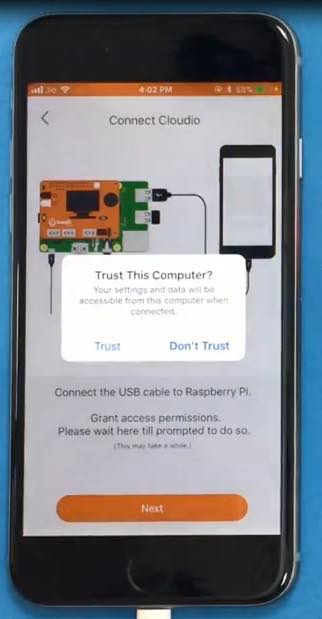 4:02 PM
Connect Cloudio
Trust This Computer?
Your settings and data will be
accessible from this computer when
connected.
Trust
Don't Trust
Connect the USB cable to Raspberry Pi.
Grant access permissions.
Please wait here till prompted to do so.
(This may take a while.)
Next